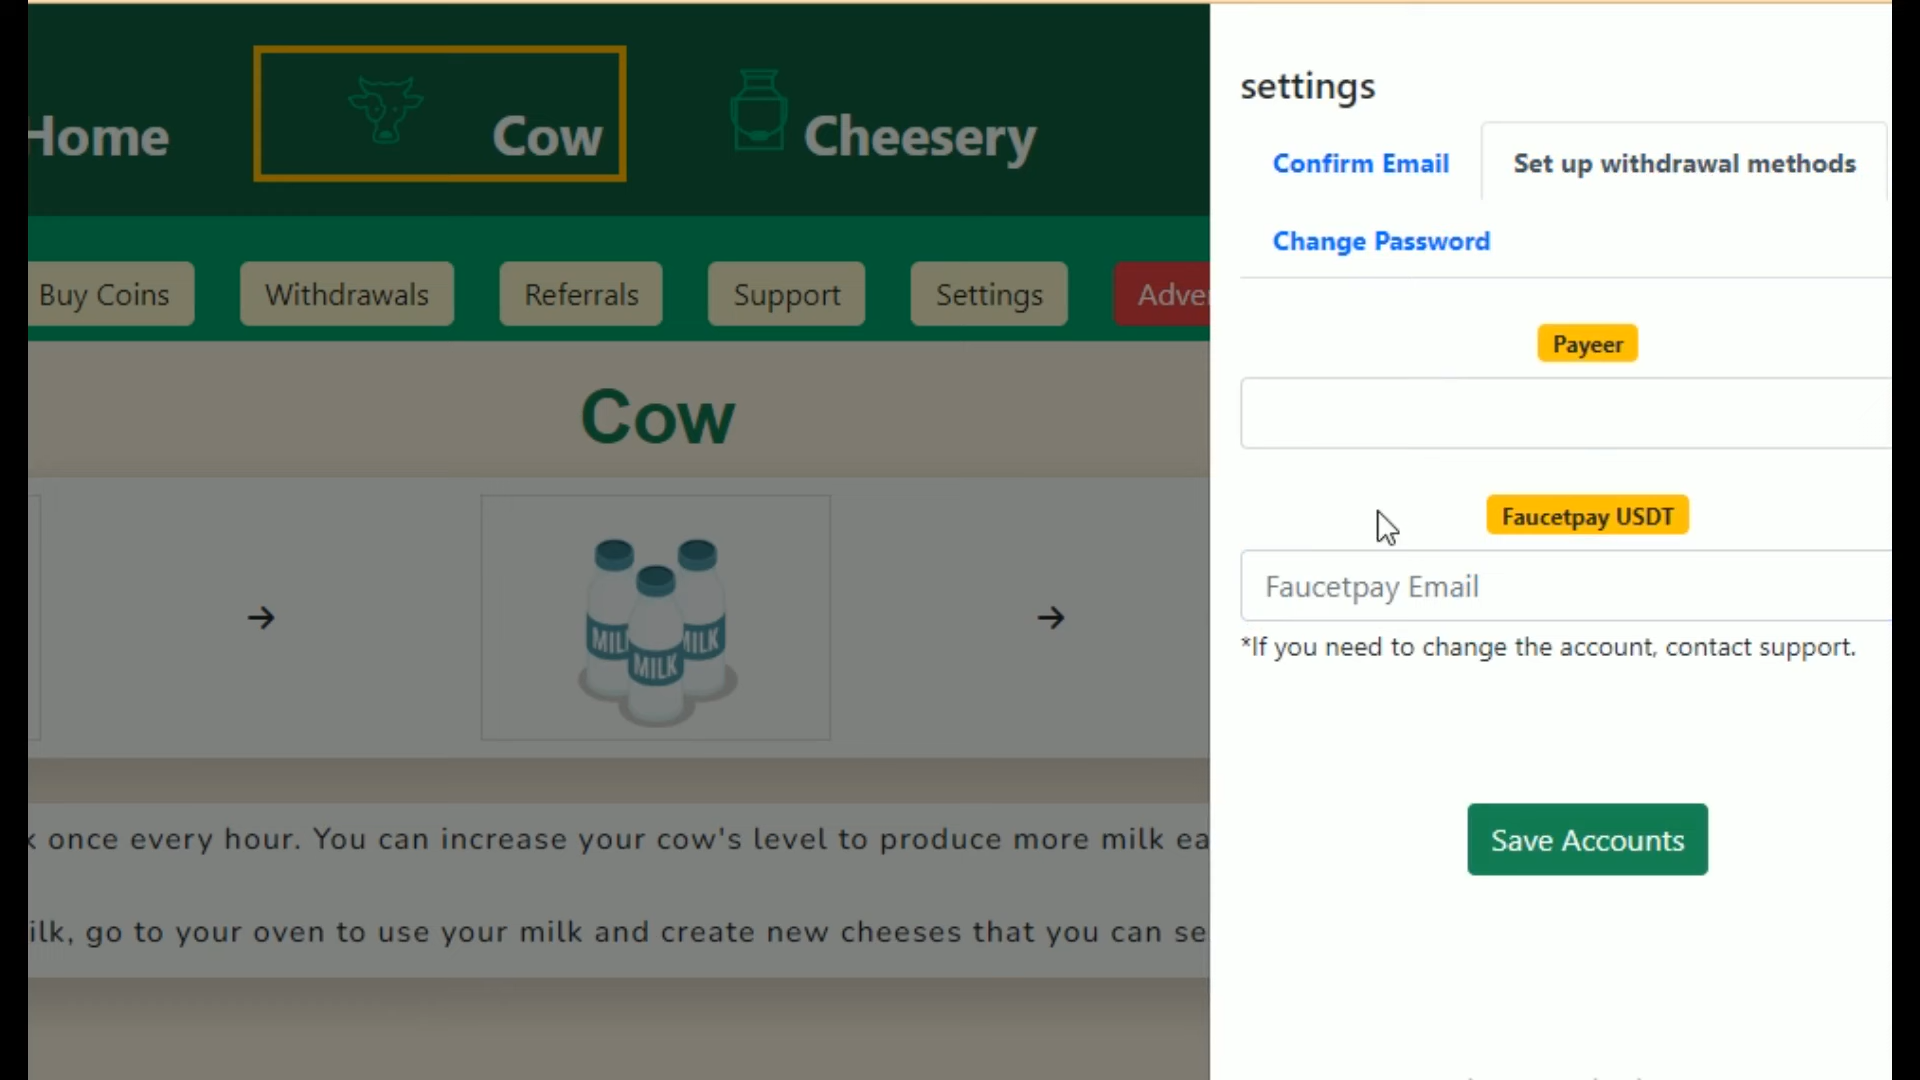 Home
Cow
Cheesery
Buy Coins
Withdrawals
Referrals
Support
Settings
Cow
MILK
MILK
once every hour. You can increase your cow's level to produce more milk
go to your oven to use your milk and create new cheeses that you can
settings
Confirm Email
Set up withdrawal methods
Change Password
Payeer
Faucetpay USDT
Faucetpay Email
*If you need to change the account, contact support.
Save Accounts